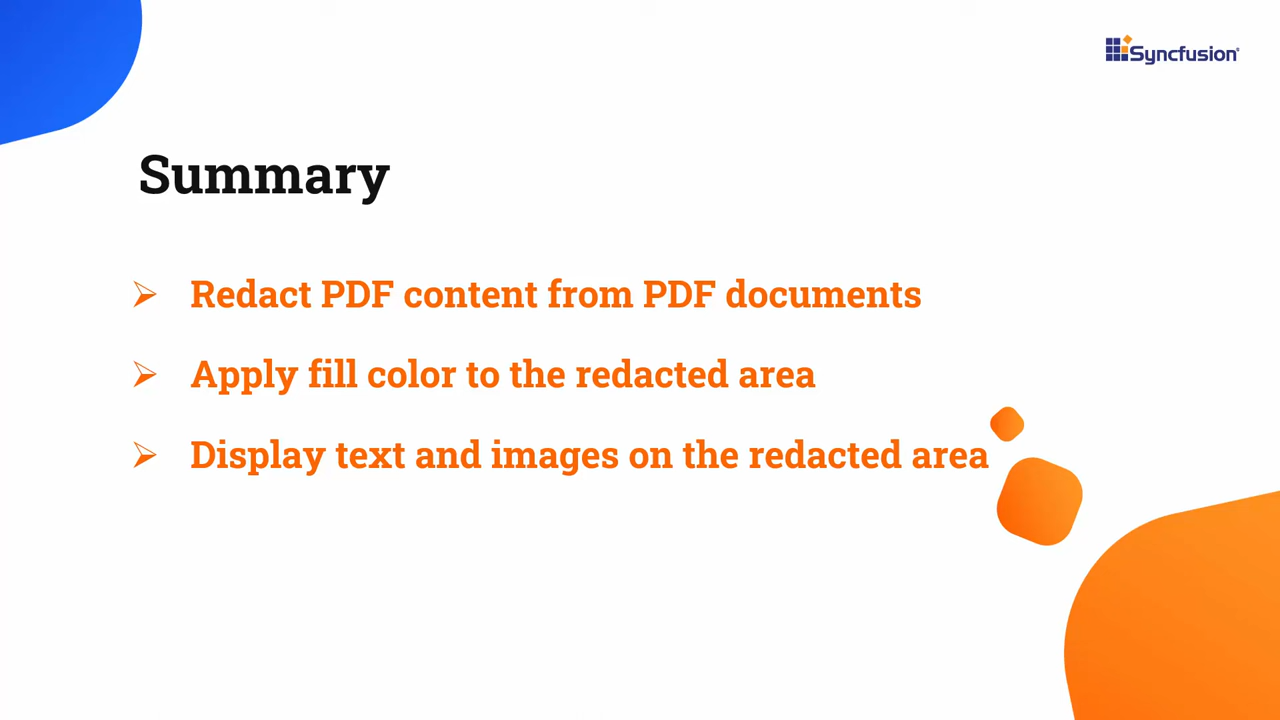 Syncfusion®
Summary
➢ Redact PDF content from PDF documents
➢ Apply fill color to the redacted area
➢ Display text and images on the redacted area